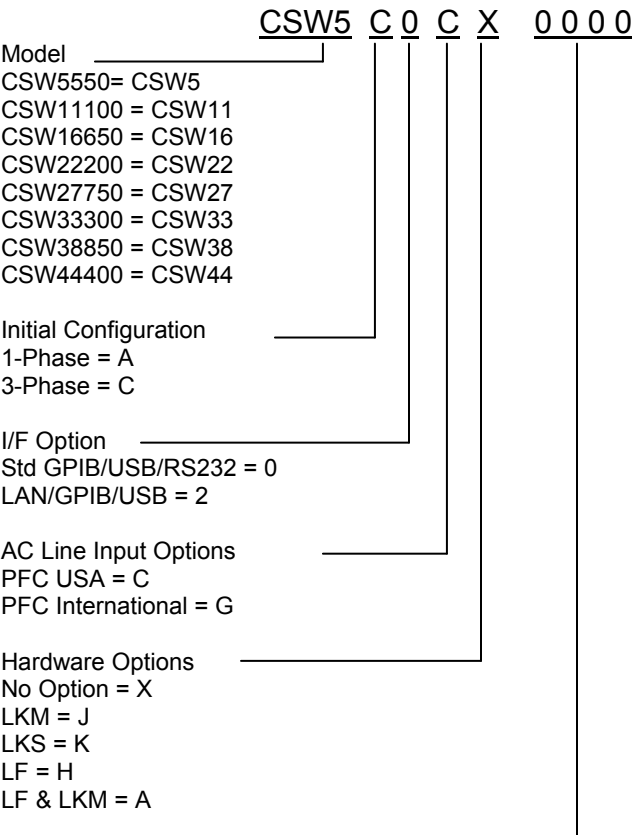 CSW5 C 0 C X 0 0 0 0
Model
CSW5550= CSW5
CSW11100 = CSW11
CSW16650 = CSW16
CSW22200 = CSW22
CSW27750 = CSW27
CSW33300 = CSW33
CSW38850 = CSW38
CSW44400 = CSW44
Initial Configuration
1-Phase = A
3-Phase = C
I/F Option
Std GPIB/USB/RS232 = 0
LAN/GPIB/USB = 2
AC Line Input Options
PFC USA = C
PFC International = G
Hardware Options
No Option = X
LKM = J
LKS = K
LF = H
LF & LKM = A